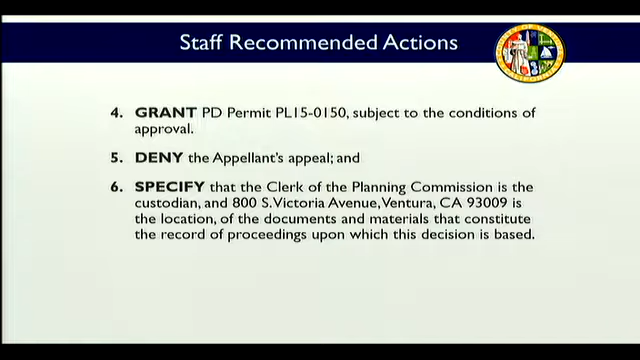 Staff Recommended Actions
4. GRANT PD Permit PL15-0150, subject to the conditions of
approval.
5. DENY the Appellant's appeal; and
6. SPECIFY that the Clerk of the Planning Commission is the
custodian, and 800 S. Victoria Avenue, Ventura, CA 93009 is
the location, of the documents and materials that constitute
the record of proceedings upon which this decision is based.